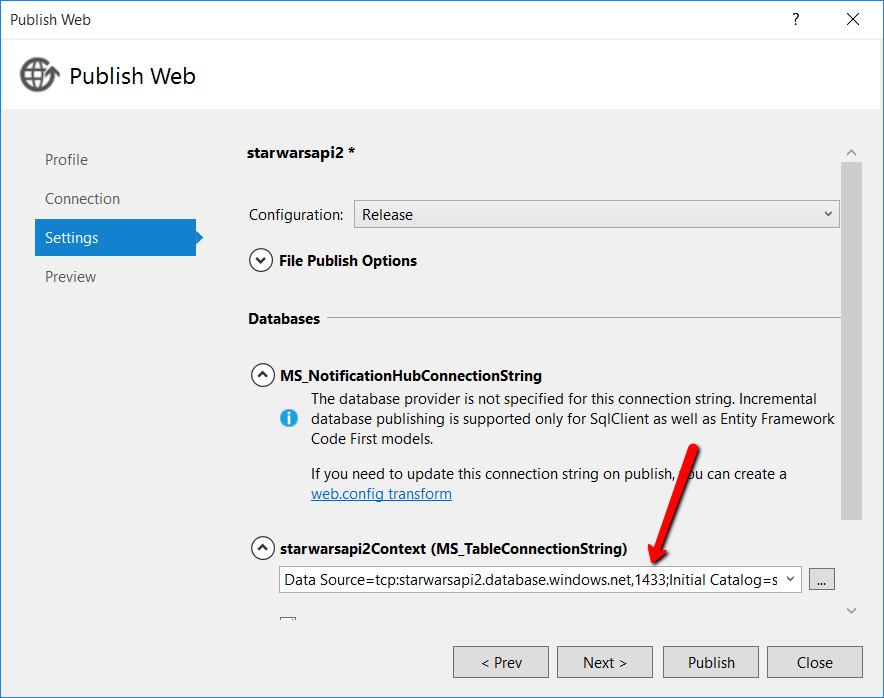 Publish Web
?
Publish Web
Profile
Connection
Settings
Preview
starwarsapi2 *
Configuration: Release
File Publish Options
Databases
MS_NotificationHubConnectionString
The database provider is not specified for this connection string. Incremental
database publishing is supported only for SqlClient as well as Entity Framework
Code First models.
If you need to update this connection string on publish, you can create a
web.config transform
starwarsapi2Context (MS_TableConnectionString)
Data Source=tcp:starwarsapi2.database.windows.net,1433;Initial Catalog=s
...
< Prev
Next >
Publish
Close